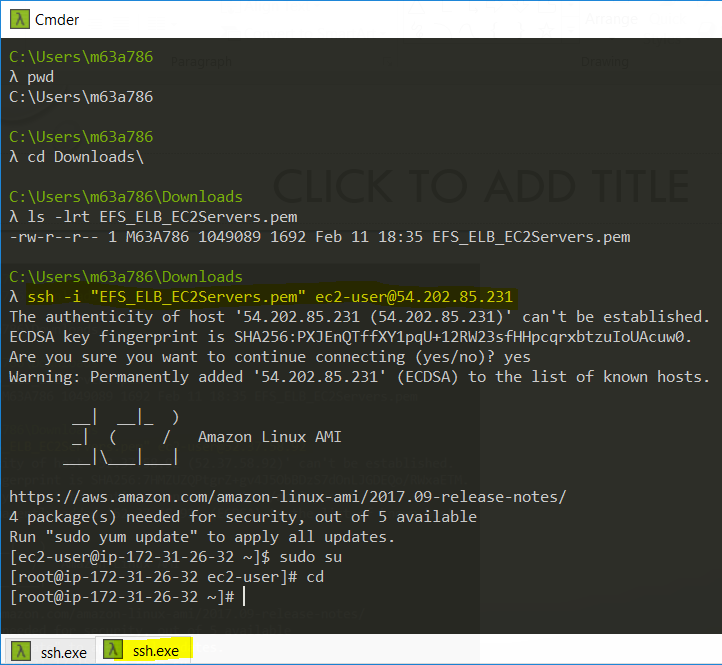 Cmder
C:\Users\m63a786
λ pwd
C:\Users\m63a786
C:\Users\m63a786
λ cd Downloads\
CLICK TO ADD TITLE
C:\Users\m63a786\Downloads
λ ls -lrt EFS_ELB_EC2Servers.pem
-rw-r--r-- 1 M63A786 1049089 1692 Feb 11 18:35 EFS_ELB_EC2Servers.pem
C:\Users\m63a786\Downloads
λ ssh -i "EFS_ELB_EC2Servers.pem" ec2-user@54.202.85.231
The authenticity of host '54.202.85.231 (54.202.85.231)' can't be established.
ECDSA key fingerprint is SHA256:PXJEnQTffXY1pqU+12RW23sfHHpcqrxbtzuIoUAcuw0.
Are you sure you want to continue connecting (yes/no)? yes
Warning: Permanently added '54.202.85.231' (ECDSA) to the list of known hosts.
__|  __|_  )
_|  (     /   Amazon Linux AMI
___|\___|___|
https://aws.amazon.com/amazon-linux-ami/2017.09-release-notes/
4 package(s) needed for security, out of 5 available
Run "sudo yum update" to apply all updates.
[ec2-user@ip-172-31-26-32 ~]$ sudo su
[root@ip-172-31-26-32 ec2-user]# cd
[root@ip-172-31-26-32 ~]#
ssh.exe
ssh.exe